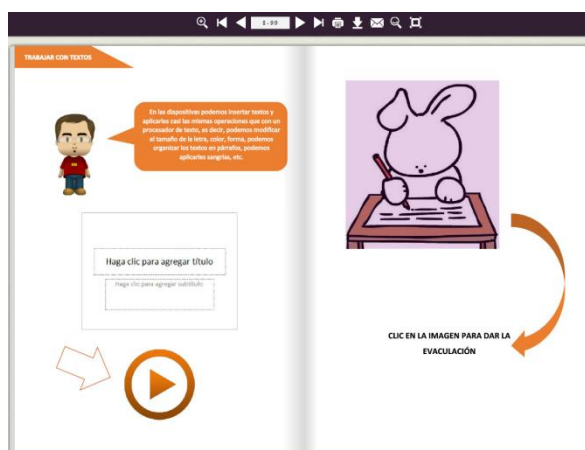 TRABAJAR CON TEXTOS
En las dispositivas podemos insertar textos y
aplicarles casi las mismas operaciones que con un
procesador de texto, es decir, podemos modificar
el tamaño de la letra, color, forma, podemos
organizar los textos en párrafos, podemos
aplicarles sangrías, etc.
Haga clic para agregar título
Haga clic para agregar subtítulo
CLIC EN LA IMAGEN PARA DAR LA
EVACULACIÓN